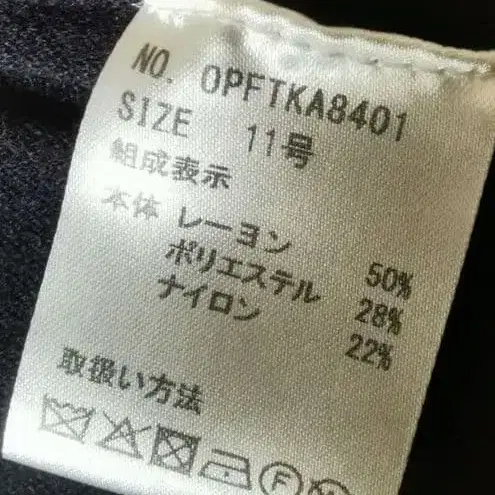 NO. OPFTKA8401
SIZE 11号
組成表示
本体 レーヨン 50%
ポリエステル 28%
ナイロン 22%
取扱い方法
F